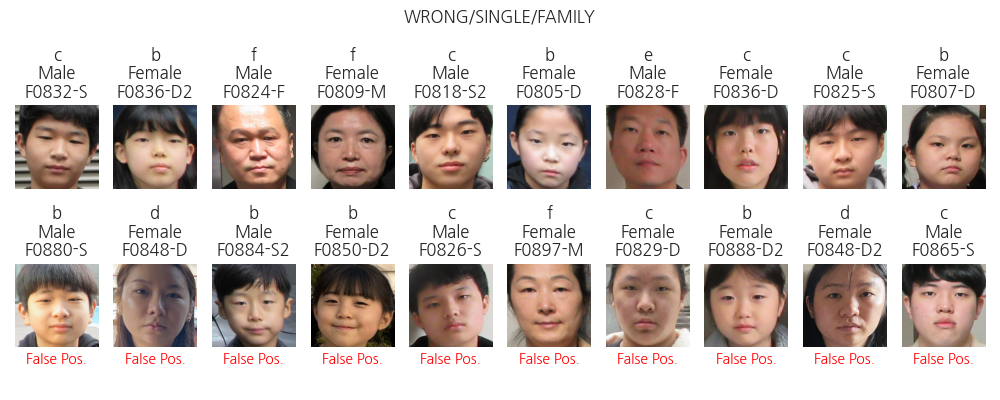 WRONG/SINGLE/FAMILY
c b f f c b e c c b
Male Female Male Female Male Female Male Female Male Female
F0832-S F0836-D2 F0824-F F0809-M F0818-S2 F0805-D F0828-F F0836-D F0825-S F0807-D
b d b b c f c b d c
Male Female Male Female Male Female Female Female Female Male
F0880-S F0848-D F0884-S2 F0850-D2 F0826-S F0897-M F0829-D F0888-D2 F0848-D2 F0865-S
False Pos. False Pos. False Pos. False Pos. False Pos. False Pos. False Pos. False Pos. False Pos. False Pos.